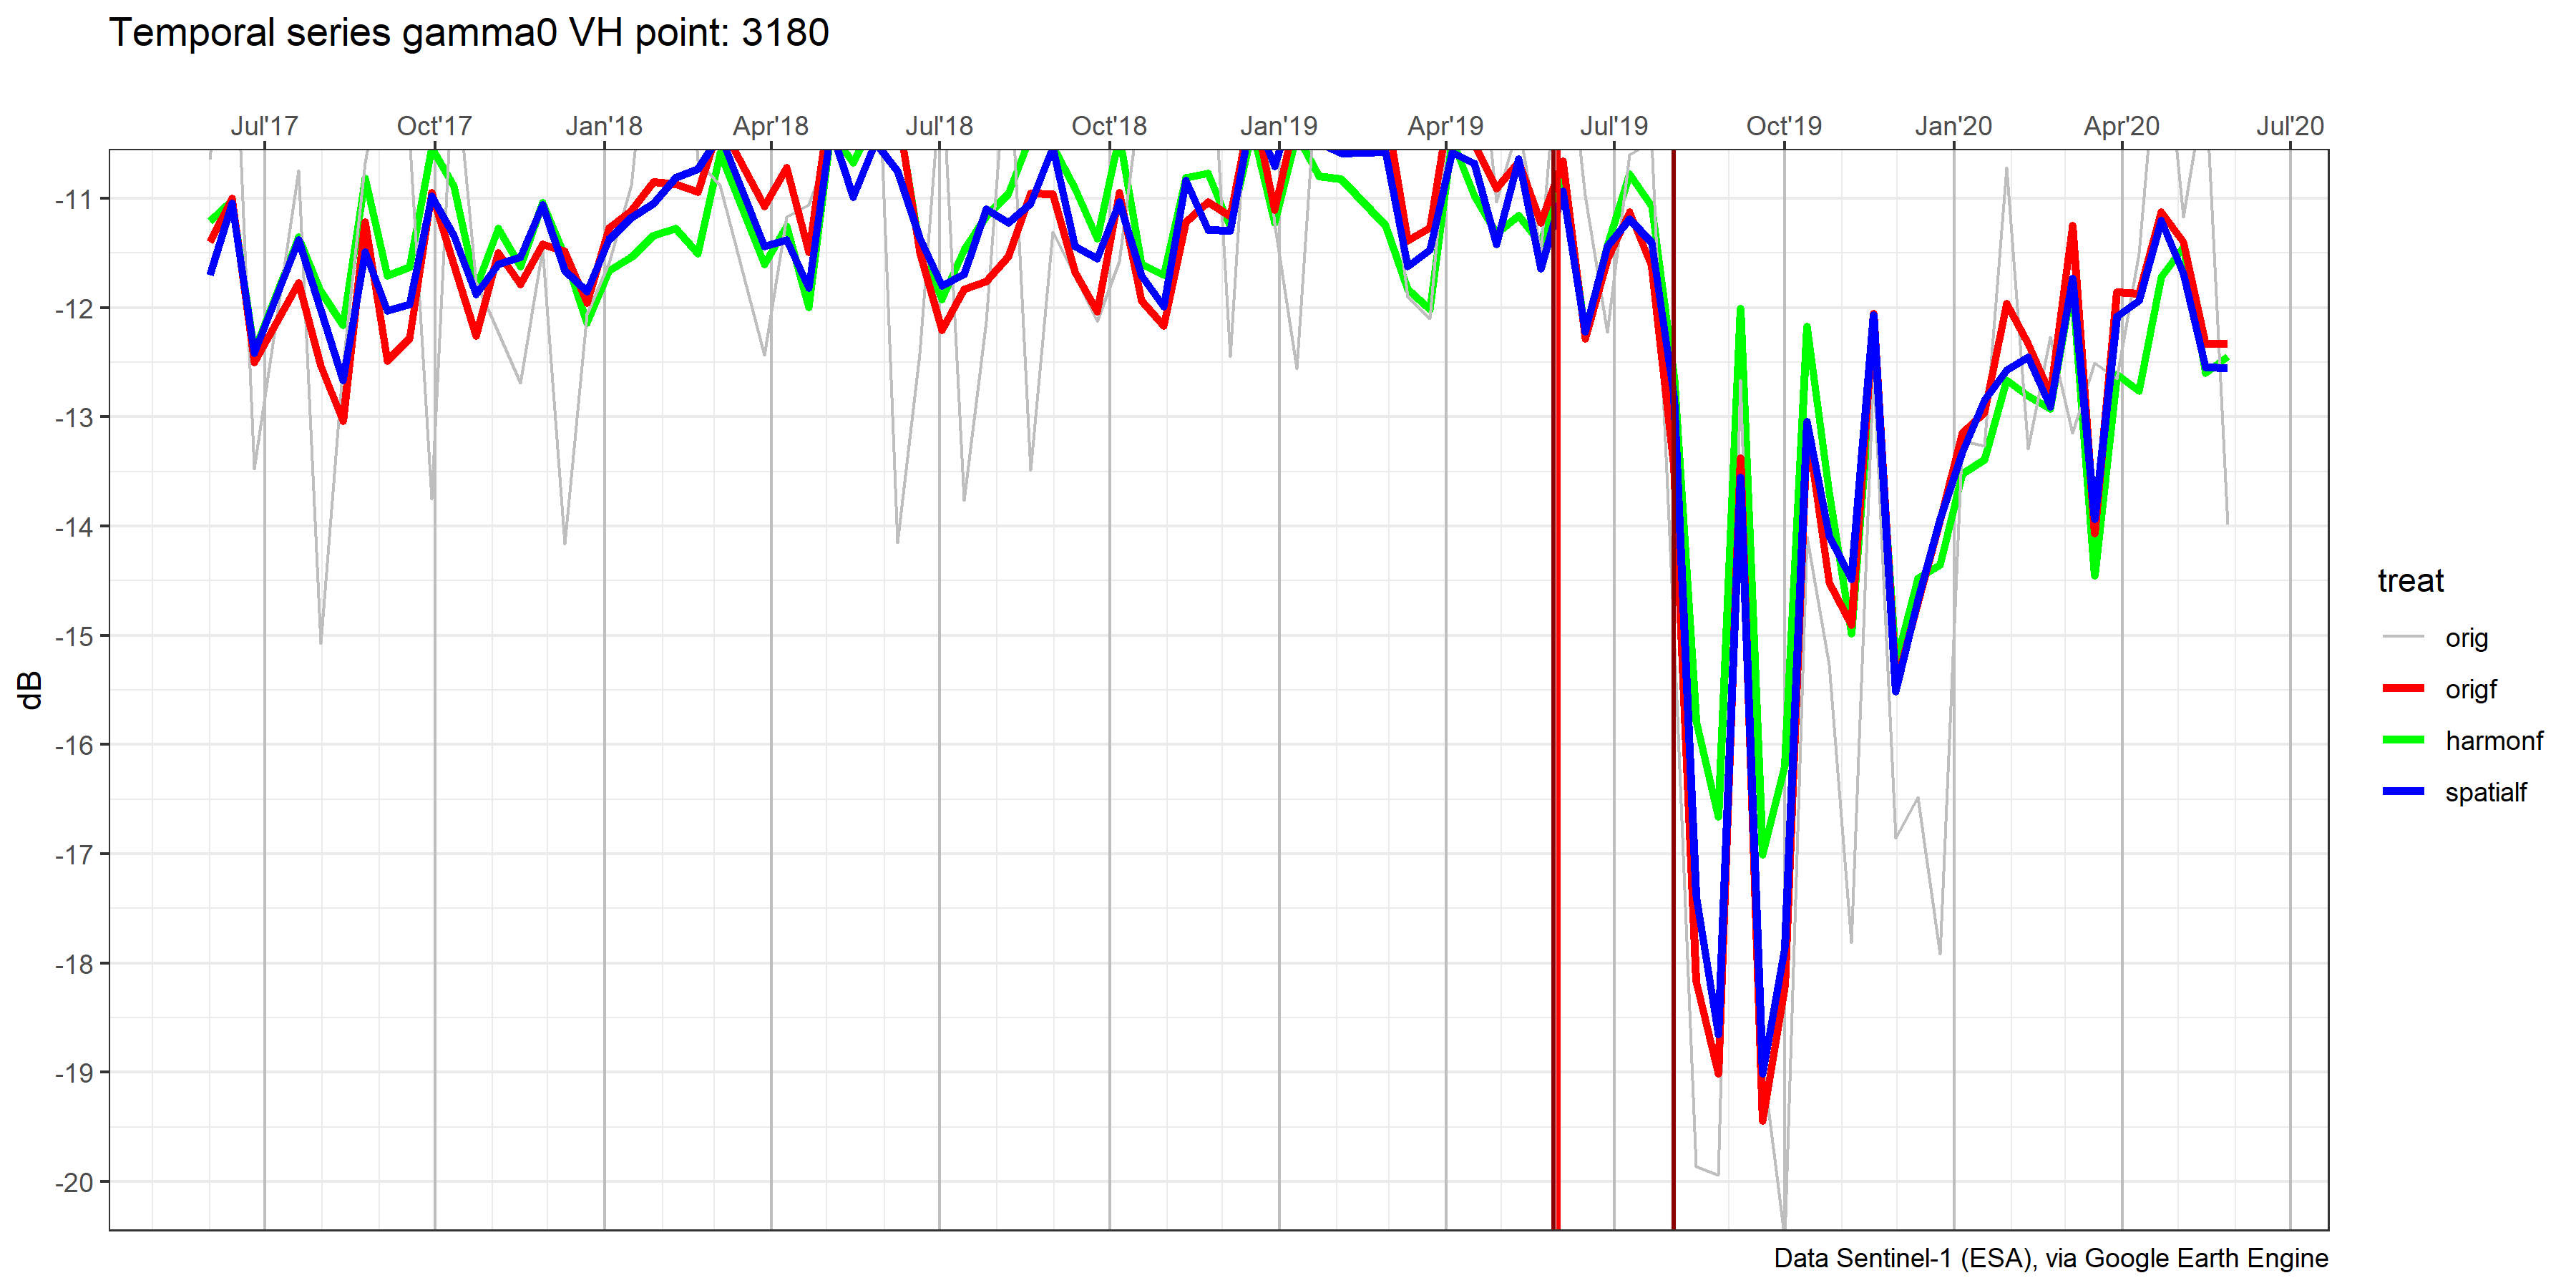 Temporal series gamma0 VH point: 3180
Jul'17 Oct'17 Jan'18 Apr'18 Jul'18 Oct'18 Jan'19 Apr'19 Jul'19 Oct'19 Jan'20 Apr'20 Jul'20
-11
-12
-13
-14
-15
-16
-17
-18
-19
-20
dB
treat
orig
origf
harmonf
spatialf
Data Sentinel-1 (ESA), via Google Earth Engine